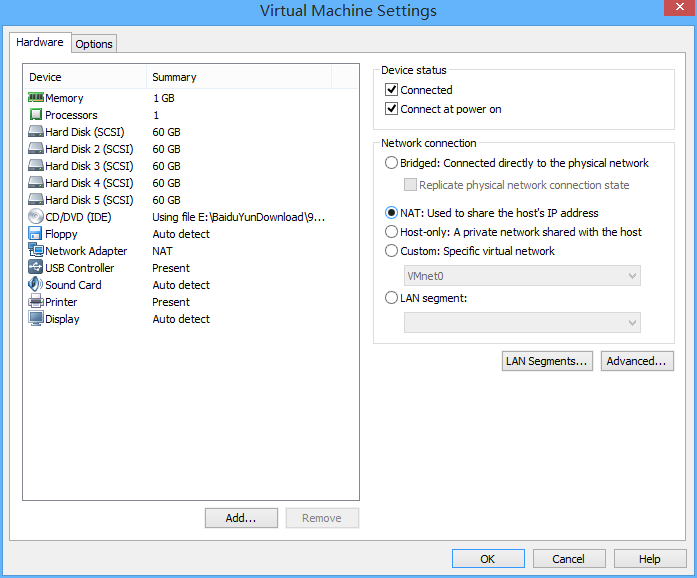 Virtual Machine Settings
Hardware
Options
Device Summary
Memory 1 GB
Processors 1
Hard Disk (SCSI) 60 GB
Hard Disk 2 (SCSI) 60 GB
Hard Disk 3 (SCSI) 60 GB
Hard Disk 4 (SCSI) 60 GB
Hard Disk 5 (SCSI) 60 GB
CD/DVD (IDE) Using file E:\BaiduYunDownload\9...
Floppy Auto detect
Network Adapter NAT
USB Controller Present
Sound Card Auto detect
Printer Present
Display Auto detect
Add...
Remove
Device status
Connected
Connect at power on
Network connection
Bridged: Connected directly to the physical network
Replicate physical network connection state
NAT: Used to share the host's IP address
Host-only: A private network shared with the host
Custom: Specific virtual network
VMnet0
LAN segment:
LAN Segments...
Advanced...
OK
Cancel
Help